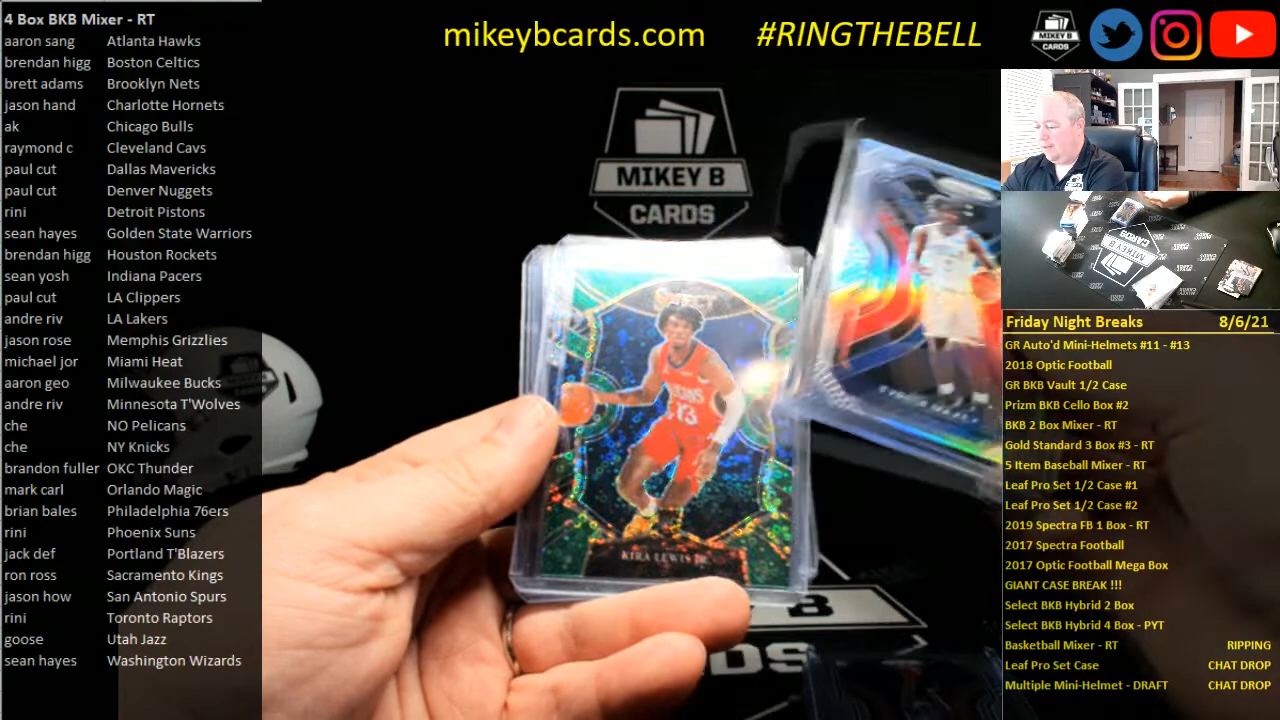 4 Box BKB Mixer - RT
aaron sang Atlanta Hawks
brendan higg Boston Celtics
brett adams Brooklyn Nets
jason hand Charlotte Hornets
ak Chicago Bulls
raymond c Cleveland Cavs
paul cut Dallas Mavericks
paul cut Denver Nuggets
rini Detroit Pistons
sean hayes Golden State Warriors
brendan higg Houston Rockets
sean yosh Indiana Pacers
paul cut LA Clippers
andre riv LA Lakers
jason rose Memphis Grizzlies
michael jor Miami Heat
aaron geo Milwaukee Bucks
andre riv Minnesota T'Wolves
che NO Pelicans
che NY Knicks
brandon fuller OKC Thunder
mark carl Orlando Magic
brian bales Philadelphia 76ers
rini Phoenix Suns
jack def Portland T'Blazers
ron ross Sacramento Kings
jason how San Antonio Spurs
rini Toronto Raptors
goose Utah Jazz
sean hayes Washington Wizards
mikeybcards.com #RINGTHEBELL
MIKEY B
CARDS
MIKEY B
CARDS
SELECT
13
KIRA LEWIS JR.
B
DS
MIKEY B
CARDS
Friday Night Breaks 8/6/21
GR Auto'd Mini-Helmets #11 - #13
2018 Optic Football
GR BKB Vault 1/2 Case
Prizm BKB Cello Box #2
BKB 2 Box Mixer - RT
Gold Standard 3 Box #3 - RT
5 Item Baseball Mixer - RT
Leaf Pro Set 1/2 Case #1
Leaf Pro Set 1/2 Case #2
2019 Spectra FB 1 Box - RT
2017 Spectra Football
2017 Optic Football Mega Box
GIANT CASE BREAK !!!
Select BKB Hybrid 2 Box
Select BKB Hybrid 4 Box - PYT
Basketball Mixer - RT RIPPING
Leaf Pro Set Case CHAT DROP
Multiple Mini-Helmet - DRAFT CHAT DROP